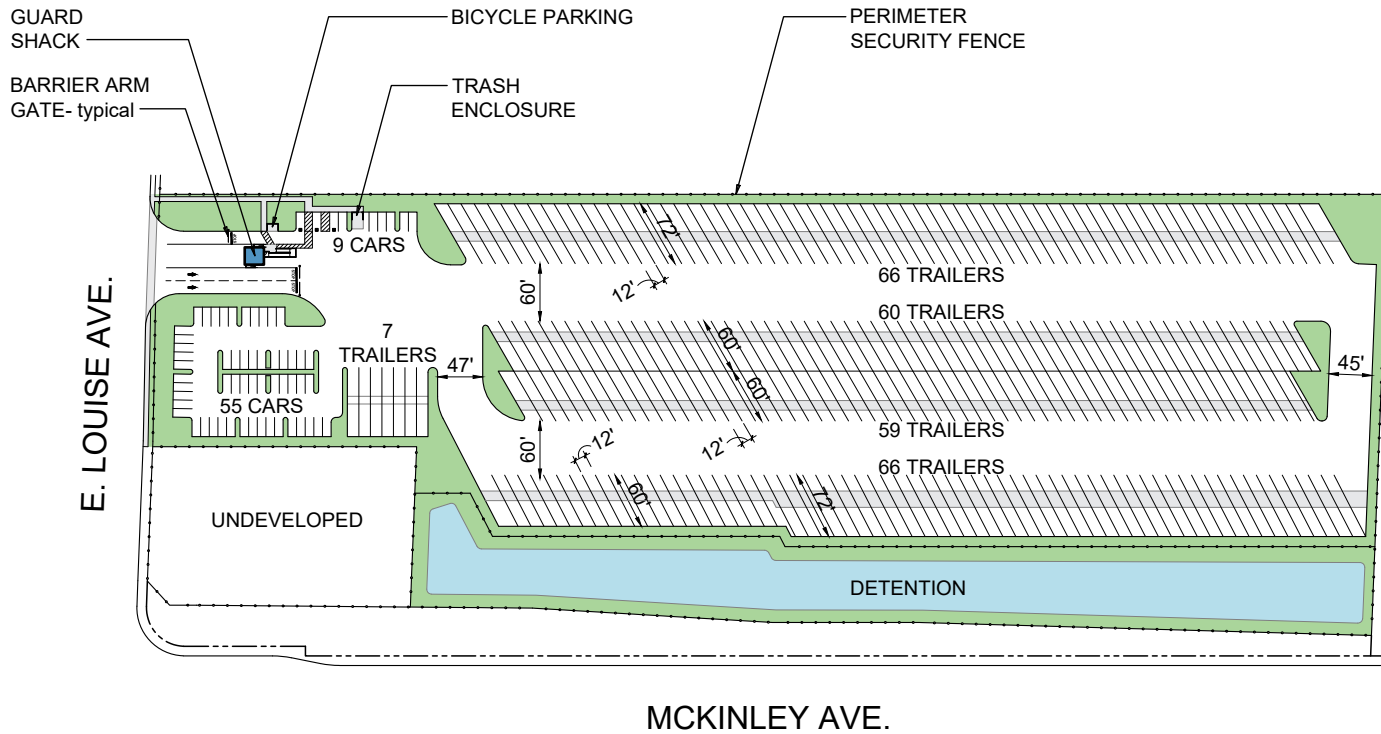 GUARD
SHACK
BICYCLE PARKING
PERIMETER
SECURITY FENCE
BARRIER ARM
GATE- typical
TRASH
ENCLOSURE
9 CARS
72'
66 TRAILERS
12'
60'
60 TRAILERS
7
TRAILERS
47'
60'
60'
45'
55 CARS
59 TRAILERS
60'
12'
12'
66 TRAILERS
60'
72'
E. LOUISE AVE.
UNDEVELOPED
DETENTION
MCKINLEY AVE.